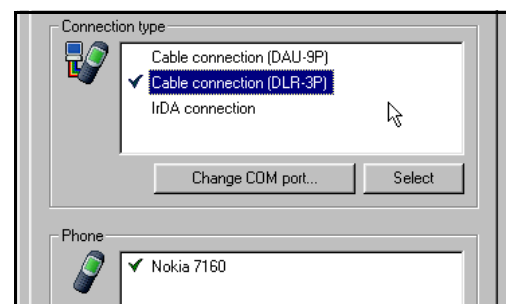 Connection type
Cable connection (DAU-9P)
Cable connection (DLR-3P)
IrDA connection
Change COM port... Select
Phone
Nokia 7160